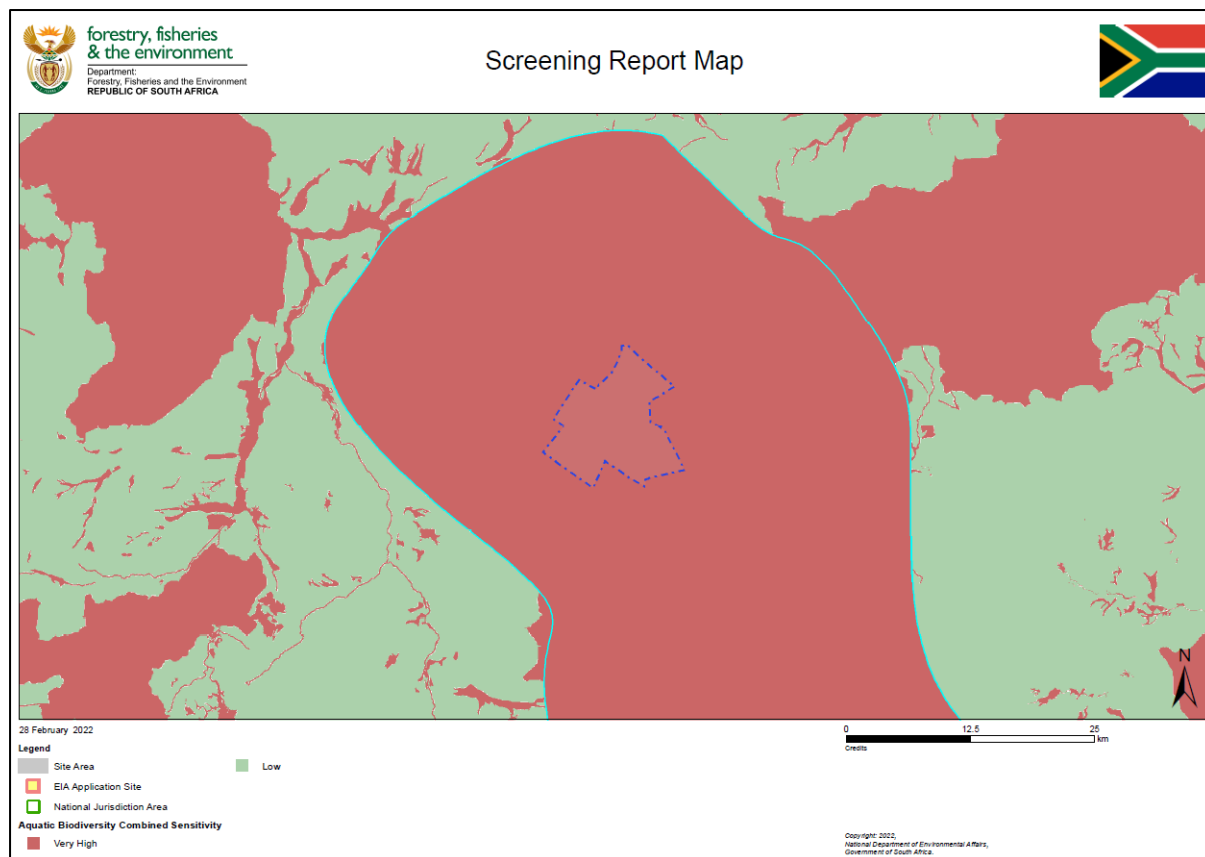 forestry, fisheries
& the environment
Department:
Forestry, Fisheries and the Environment
REPUBLIC OF SOUTH AFRICA
Screening Report Map
N
28 February 2022
0 12.5 25
km
Credits
Legend
Site Area
Low
EIA Application Site
National Jurisdiction Area
Aquatic Biodiversity Combined Sensitivity
Very High
Copyright: 2022,
National Department of Environmental Affairs,
Government of South Africa.